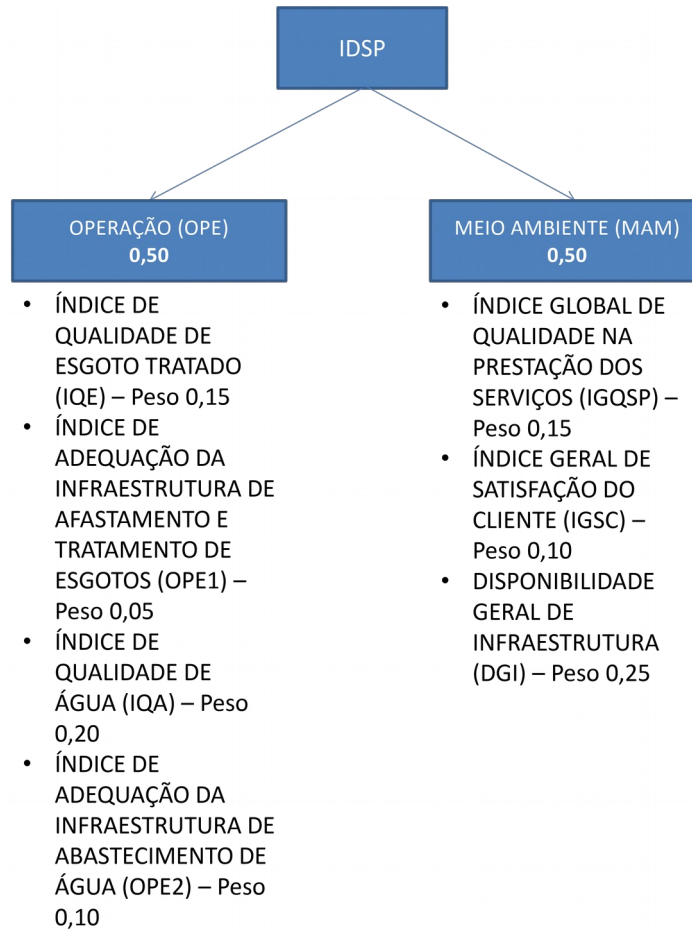 IDSP
OPERAÇÃO (OPE)
0,50
• ÍNDICE DE
QUALIDADE DE
ESGOTO TRATADO
(IQE) – Peso 0,15
• ÍNDICE DE
ADEQUAÇÃO DA
INFRAESTRUTURA DE
AFASTAMENTO E
TRATAMENTO DE
ESGOTOS (OPE1) –
Peso 0,05
• ÍNDICE DE
QUALIDADE DE
ÁGUA (IQA) – Peso
0,20
• ÍNDICE DE
ADEQUAÇÃO DA
INFRAESTRUTURA DE
ABASTECIMENTO DE
ÁGUA (OPE2) – Peso
0,10
MEIO AMBIENTE (MAM)
0,50
• ÍNDICE GLOBAL DE
QUALIDADE NA
PRESTAÇÃO DOS
SERVIÇOS (IGQSP) –
Peso 0,15
• ÍNDICE GERAL DE
SATISFAÇÃO DO
CLIENTE (IGSC) –
Peso 0,10
• DISPONIBILIDADE
GERAL DE
INFRAESTRUTURA
(DGI) – Peso 0,25